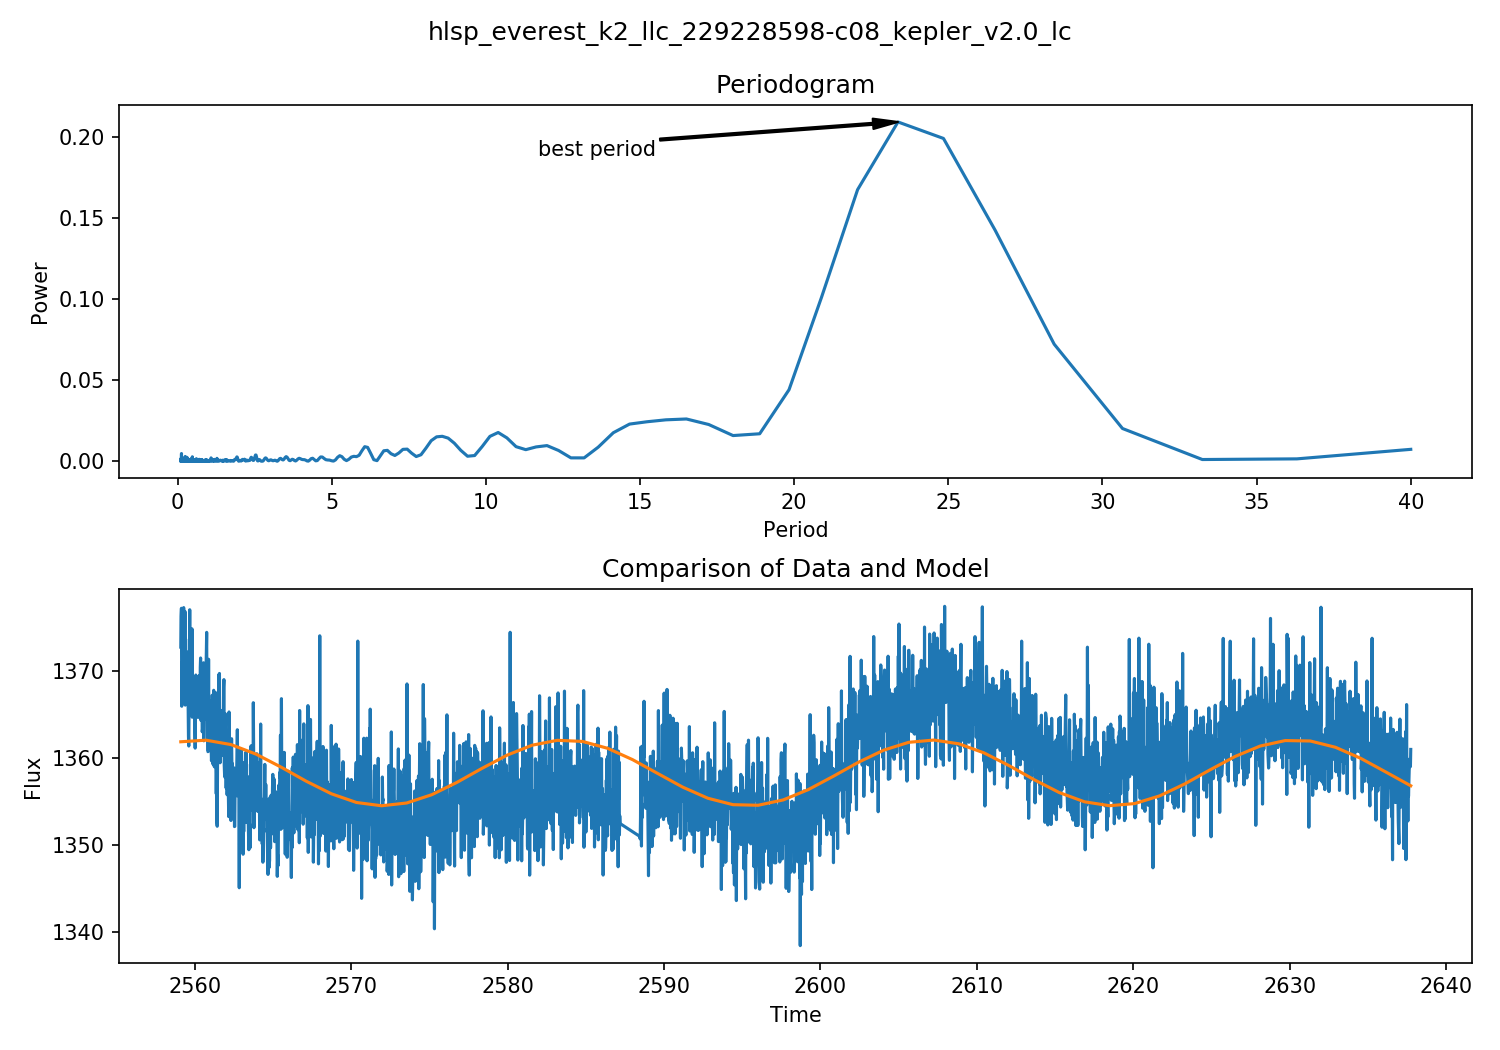 hlsp_everest_k2_llc_229228598-c08_kepler_v2.0_lc
Periodogram
0.20
0.15
0.10
0.05
0.00
Power
best period
0 5 10 15 20 25 30 35 40
Period
Comparison of Data and Model
1370
1360
1350
1340
Flux
2560 2570 2580 2590 2600 2610 2620 2630 2640
Time